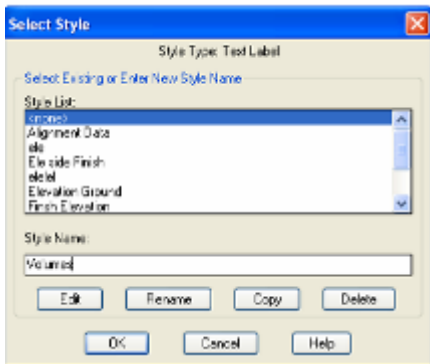 Select Style
Style Type: Text Label
Select Existing or Enter New Style Name
Style List:
<none>
Alignment Data
ele
Ele side Finish
elelel
Elevation Ground
Finish Elevation
Style Name:
Volumes
Edit Rename Copy Delete
OK Cancel Help